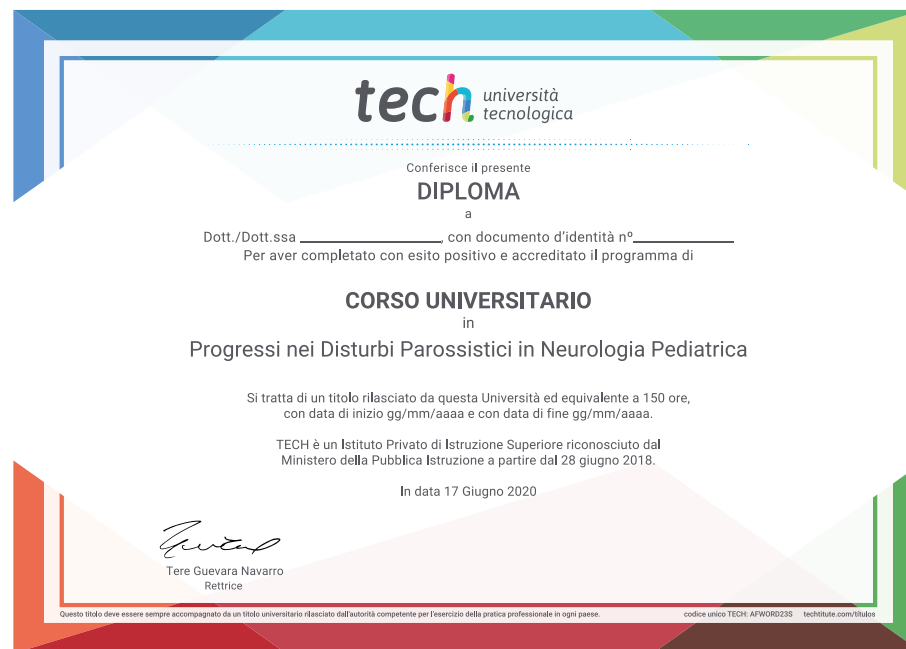 tech università
tecnologica
Conferisce il presente
DIPLOMA
a
Dott./Dott.ssa ____________________, con documento d'identità nº______________
Per aver completato con esito positivo e accreditato il programma di
CORSO UNIVERSITARIO
in
Progressi nei Disturbi Parossistici in Neurologia Pediatrica
Si tratta di un titolo rilasciato da questa Università ed equivalente a 150 ore,
con data di inizio gg/mm/aaaa e con data di fine gg/mm/aaaa.
TECH è un Istituto Privato di Istruzione Superiore riconosciuto dal
Ministero della Pubblica Istruzione a partire dal 28 giugno 2018.
In data 17 Giugno 2020
Tere Guevara Navarro
Rettrice
Questo titolo deve essere sempre accompagnato da un titolo universitario rilasciato dall'autorità competente per l'esercizio della pratica professionale in ogni paese. codice unico TECH: AFWORD23S techtitute.com/titulos